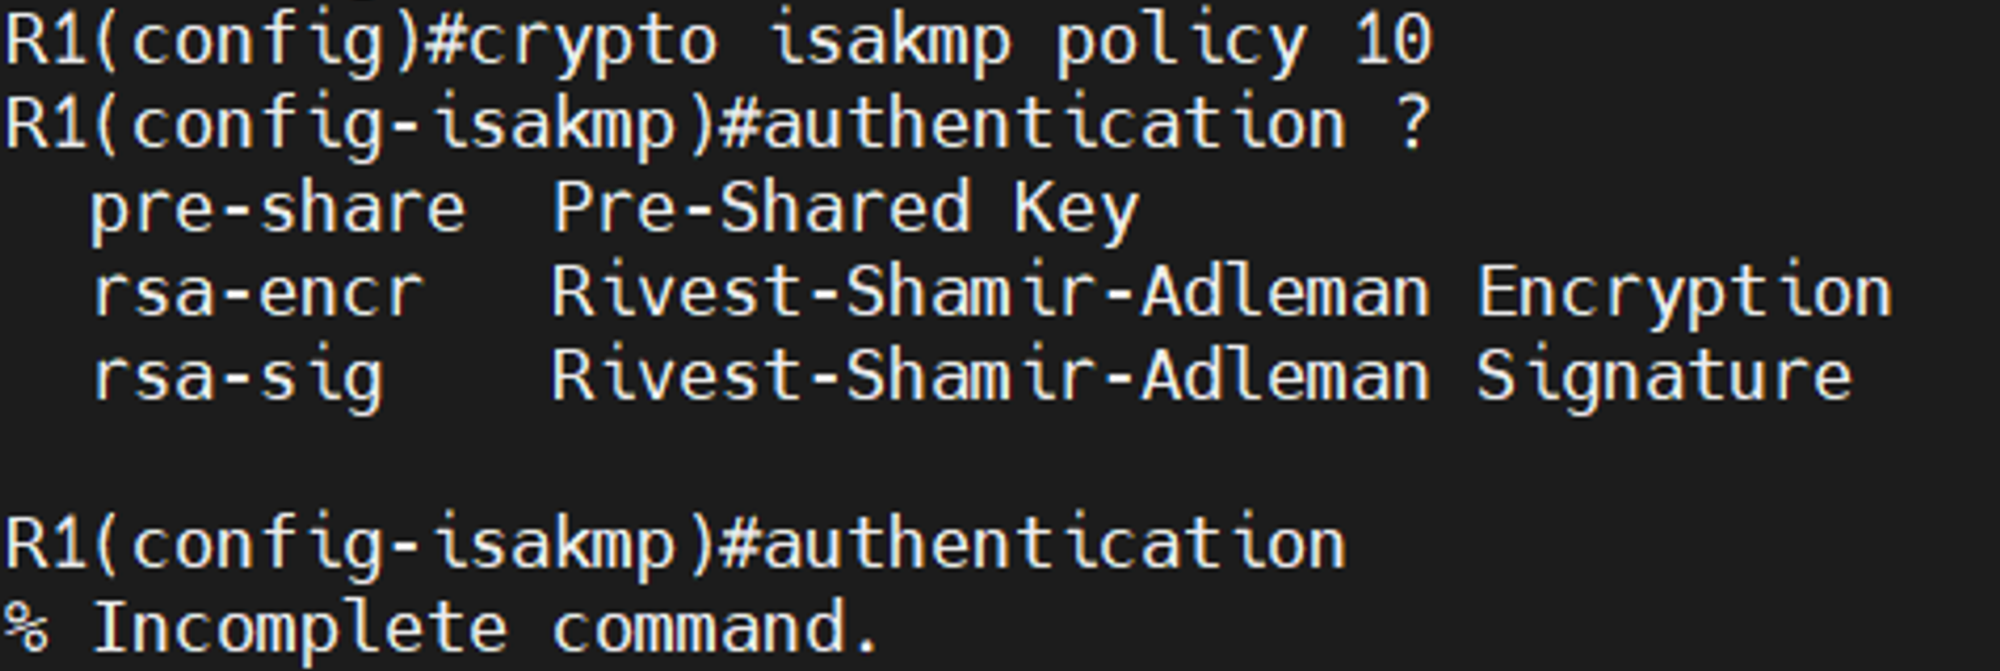 R1(config)#crypto isakmp policy 10
R1(config-isakmp)#authentication ?
  pre-share  Pre-Shared Key
  rsa-encr   Rivest-Shamir-Adleman Encryption
  rsa-sig    Rivest-Shamir-Adleman Signature

R1(config-isakmp)#authentication
% Incomplete command.